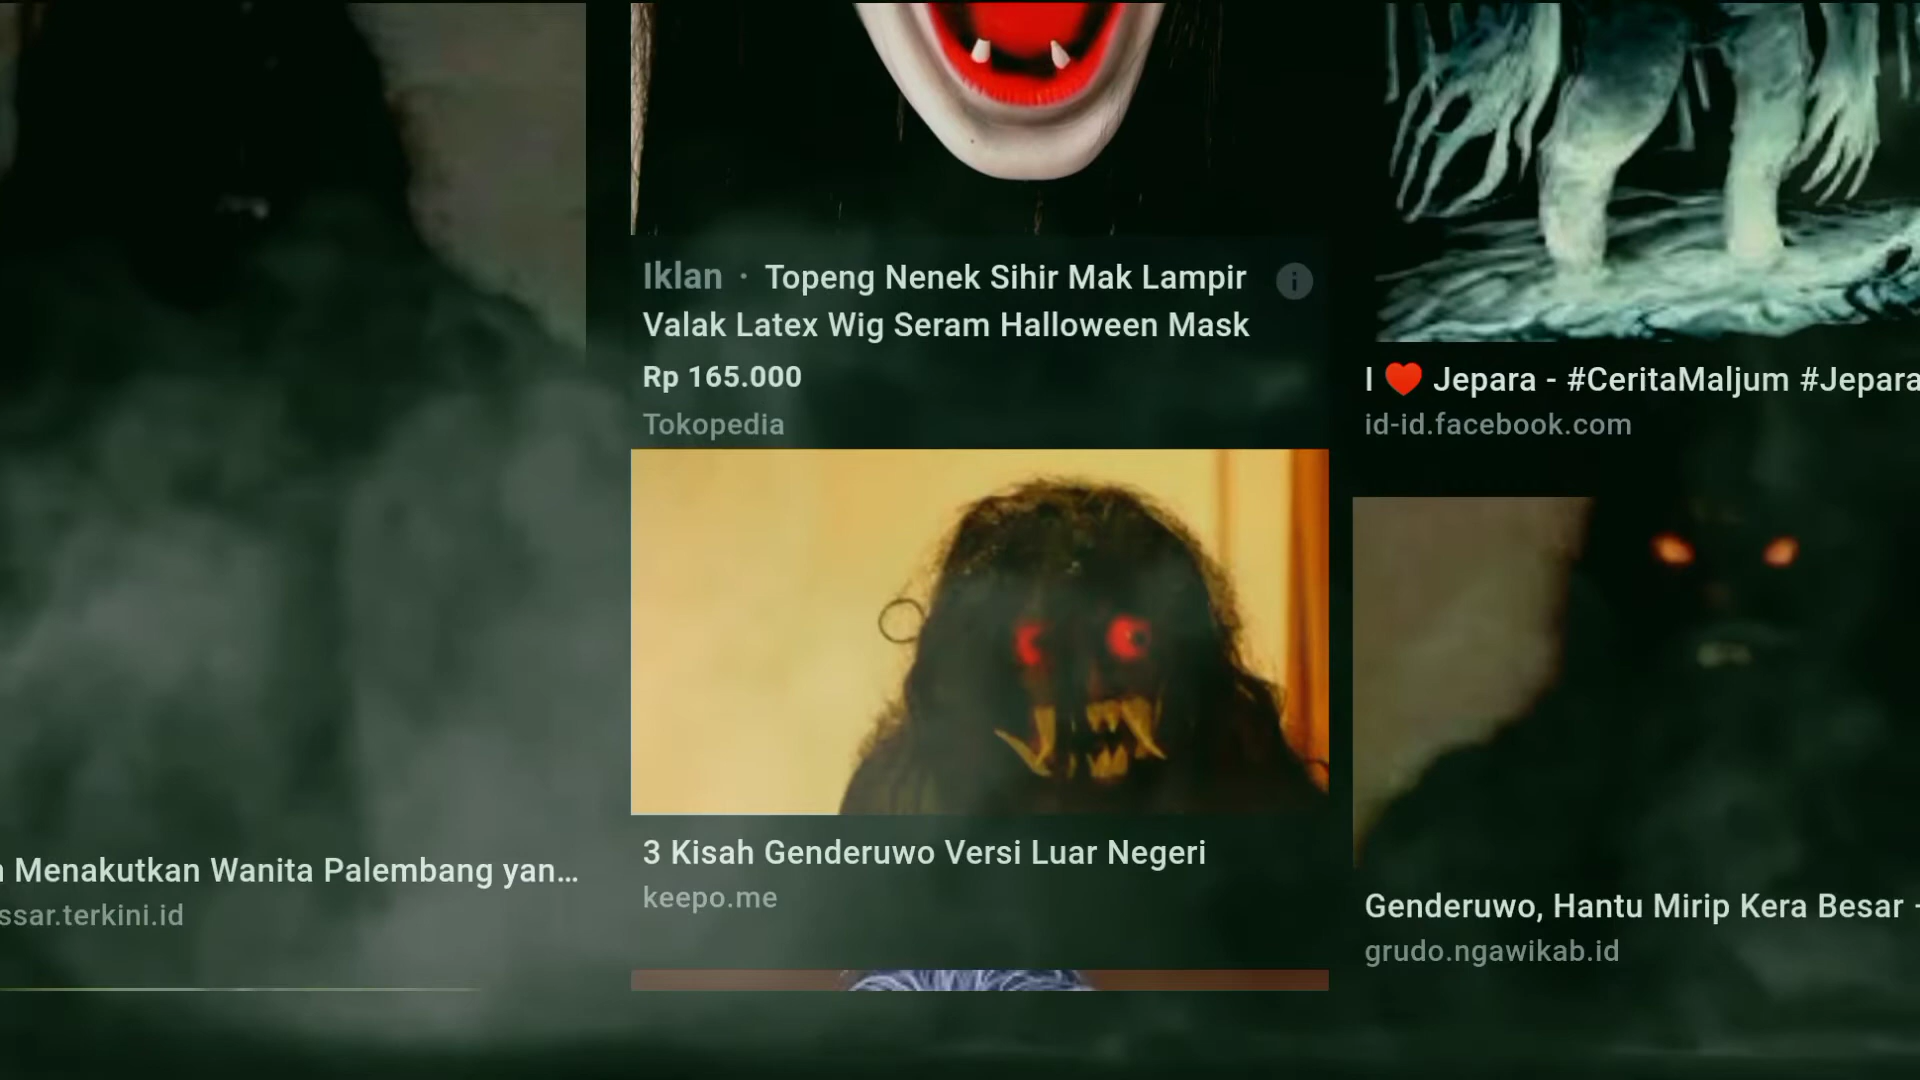 Iklan · Topeng Nenek Sihir Mak Lampir
Valak Latex Wig Seram Halloween Mask
Rp 165.000
Tokopedia
I ❤️ Jepara - #CeritaMaljum #Jepara
id-id.facebook.com
Menakutkan Wanita Palembang yan...
ssar.terkini.id
3 Kisah Genderuwo Versi Luar Negeri
keepo.me
Genderuwo, Hantu Mirip Kera Besar -
grudo.ngawikab.id